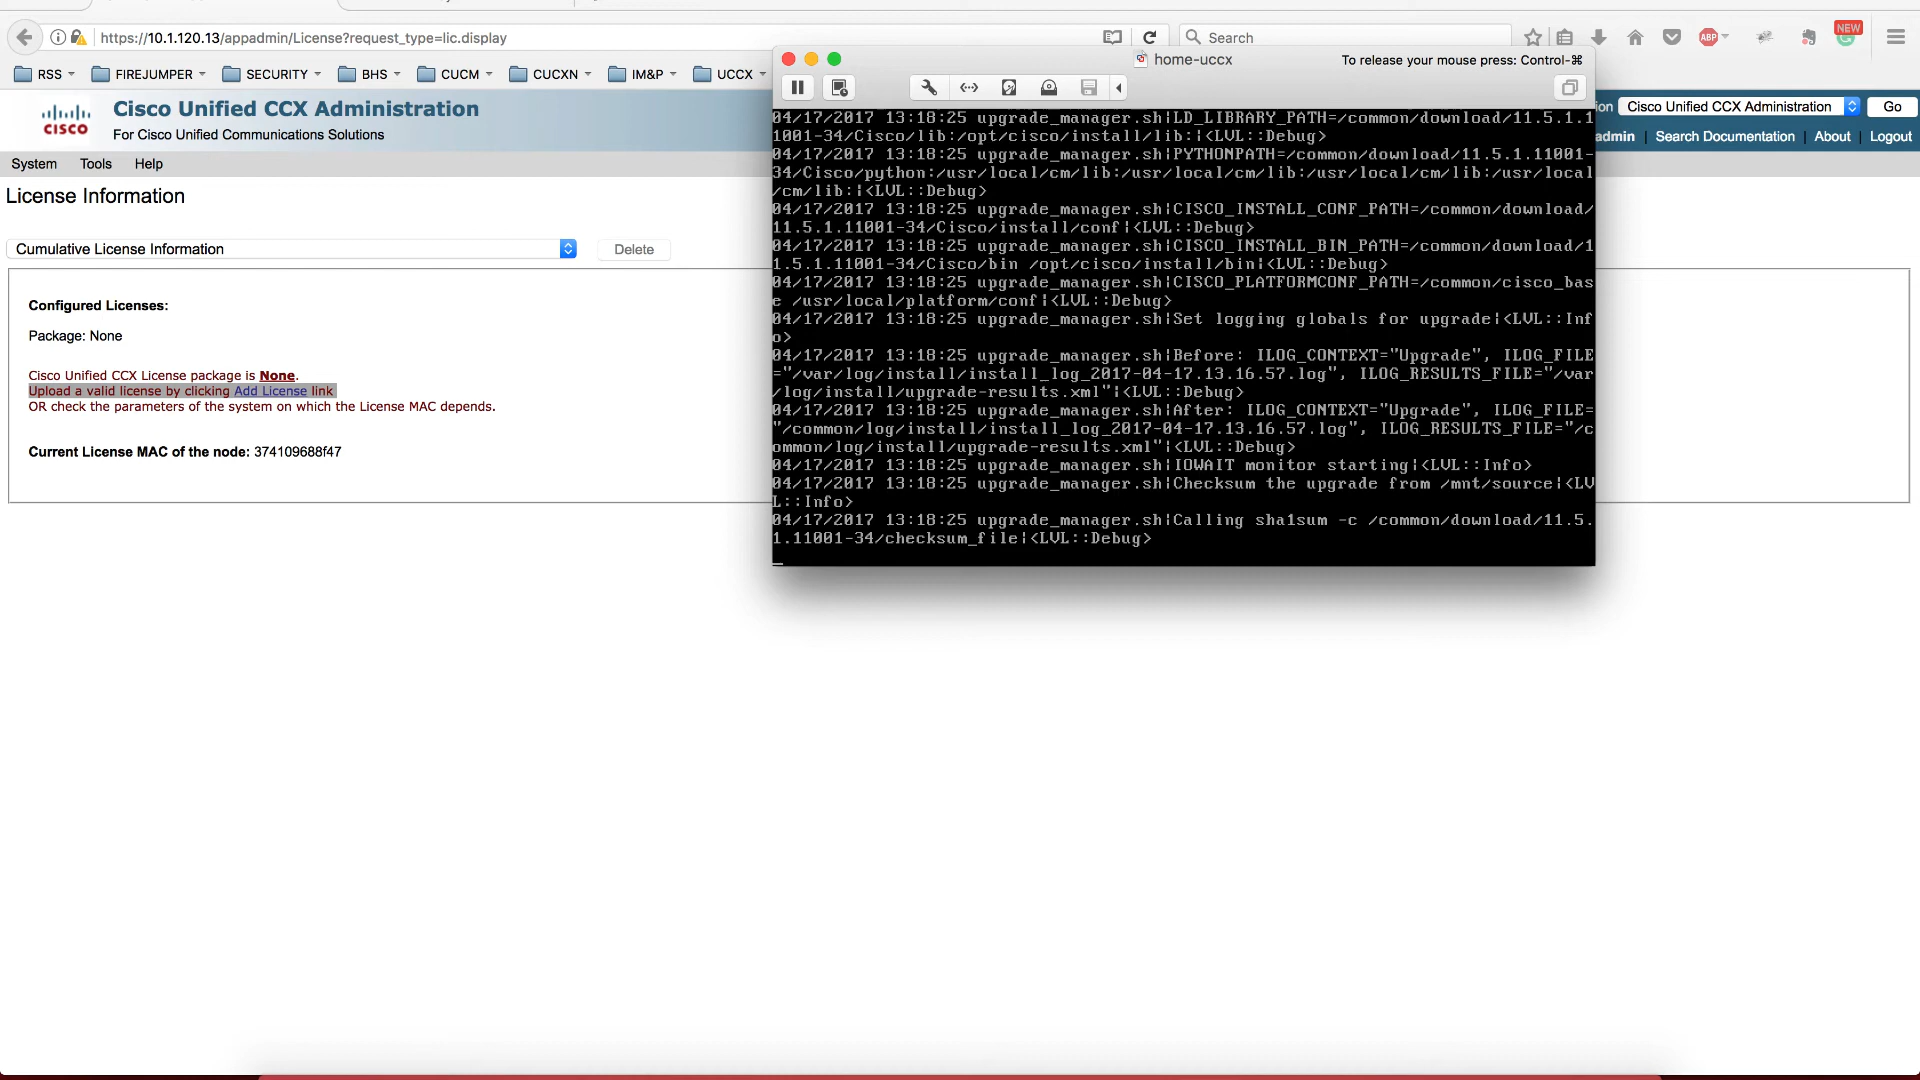 https://10.1.120.13/appadmin/License?request_type=lic.display
Search
ABP
NEW
RSS
FIREJUMPER
SECURITY
BHS
CUCM
CUCXN
IM&P
UCCX
CISCO
Cisco Unified CCX Administration
For Cisco Unified Communications Solutions
Cisco Unified CCX Administration
Go
admin | Search Documentation | About | Logout
System Tools Help
License Information
Cumulative License Information
Delete
Configured Licenses:
Package: None
Cisco Unified CCX License package is None.
Upload a valid license by clicking Add License link
OR check the parameters of the system on which the License MAC depends.
Current License MAC of the node: 374109688f47
home-uccx
To release your mouse press: Control-⌘
04/17/2017 13:18:25 upgrade_manager.sh|LD_LIBRARY_PATH=/common/download/11.5.1.1
1001-34/Cisco/lib:/opt/cisco/install/lib:|<LVL::Debug>
04/17/2017 13:18:25 upgrade_manager.sh|PYTHONPATH=/common/download/11.5.1.11001-
34/Cisco/python:/usr/local/cm/lib:/usr/local/cm/lib:/usr/local/cm/lib:/usr/local
/cm/lib:|<LVL::Debug>
04/17/2017 13:18:25 upgrade_manager.sh|CISCO_INSTALL_CONF_PATH=/common/download/
11.5.1.11001-34/Cisco/install/conf|<LVL::Debug>
04/17/2017 13:18:25 upgrade_manager.sh|CISCO_INSTALL_BIN_PATH=/common/download/1
1.5.1.11001-34/Cisco/bin /opt/cisco/install/bin|<LVL::Debug>
04/17/2017 13:18:25 upgrade_manager.sh|CISCO_PLATFORMCONF_PATH=/common/cisco_bas
e /usr/local/platform/conf|<LVL::Debug>
04/17/2017 13:18:25 upgrade_manager.sh|Set logging globals for upgrade|<LVL::Inf
o>
04/17/2017 13:18:25 upgrade_manager.sh|Before: ILOG_CONTEXT="Upgrade", ILOG_FILE
="/var/log/install/install_log_2017-04-17.13.16.57.log", ILOG_RESULTS_FILE="/var
/log/install/upgrade-results.xml"|<LVL::Debug>
04/17/2017 13:18:25 upgrade_manager.sh|After: ILOG_CONTEXT="Upgrade", ILOG_FILE=
"/common/log/install/install_log_2017-04-17.13.16.57.log", ILOG_RESULTS_FILE="/c
ommon/log/install/upgrade-results.xml"|<LVL::Debug>
04/17/2017 13:18:25 upgrade_manager.sh|IOWAIT monitor starting|<LVL::Info>
04/17/2017 13:18:25 upgrade_manager.sh|Checksum the upgrade from /mnt/source|<LV
L::Info>
04/17/2017 13:18:25 upgrade_manager.sh|Calling sha1sum -c /common/download/11.5.
1.11001-34/checksum_file|<LVL::Debug>